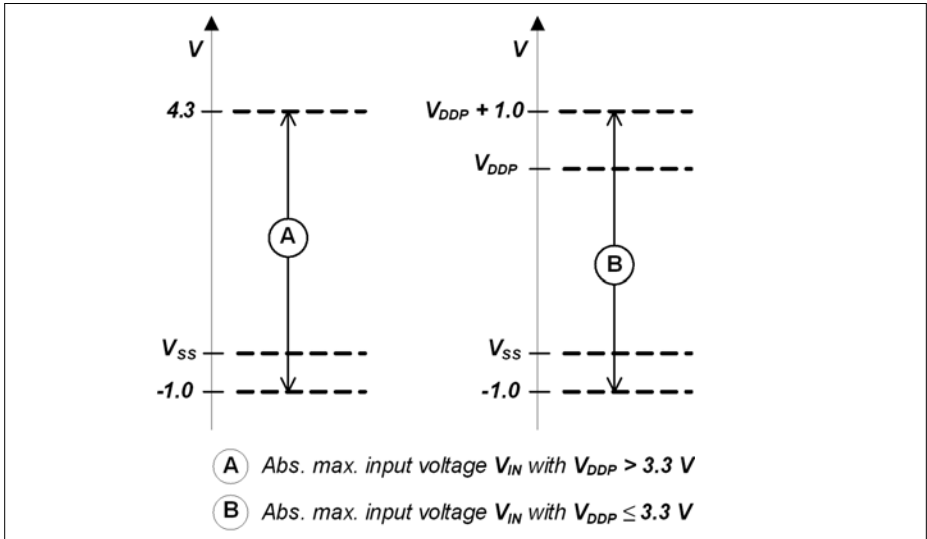 V
4.3
A
V_SS
-1.0
V
V_DDP + 1.0
V_DDP
B
V_SS
-1.0
A Abs. max. input voltage V_IN with V_DDP > 3.3 V
B Abs. max. input voltage V_IN with V_DDP ≤ 3.3 V